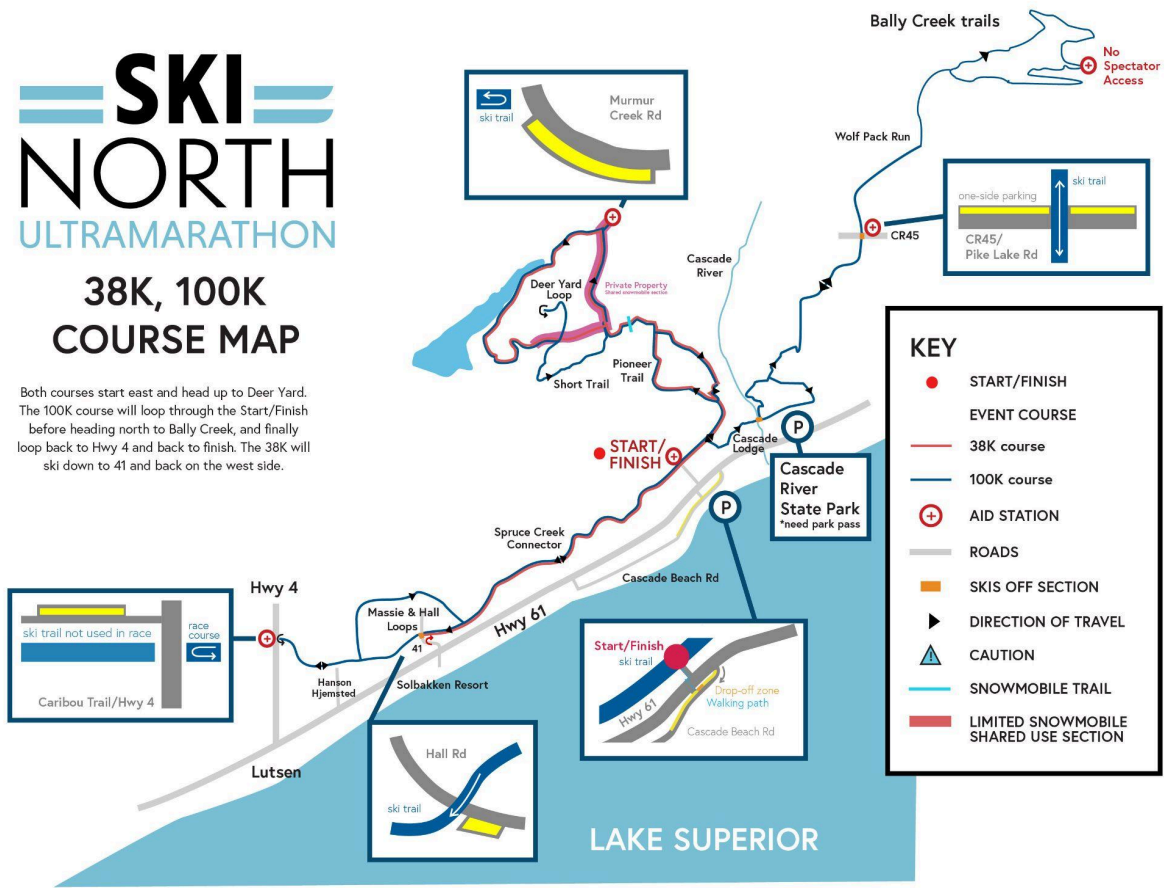 SKI
NORTH
ULTRAMARATHON
38K, 100K
COURSE MAP
Both courses start east and head up to Deer Yard.
The 100K course will loop through the Start/Finish
before heading north to Bally Creek, and finally
loop back to Hwy 4 and back to finish. The 38K will
ski down to 41 and back on the west side.
Bally Creek trails
No
Spectator
Access
Wolf Pack Run
ski trail
Murmur
Creek Rd
one-side parking
ski trail
CR45/
Pike Lake Rd
CR45
Cascade
River
Deer Yard
Loop
Private Property
Shared snowmobile section
Pioneer
Trail
Short Trail
START/
FINISH
Cascade
Lodge
P
Cascade
River
State Park
*need park pass
P
Spruce Creek
Connector
Cascade Beach Rd
Hwy 61
Hwy 4
Massie & Hall
Loops
41
Hanson
Hjemsted
Solbakken Resort
Lutsen
ski trail not used in race
race
course
Caribou Trail/Hwy 4
Hall Rd
ski trail
Start/Finish
ski trail
Hwy 61
Drop-off zone
Walking path
Cascade Beach Rd
LAKE SUPERIOR
KEY
START/FINISH
EVENT COURSE
38K course
100K course
AID STATION
ROADS
SKIS OFF SECTION
DIRECTION OF TRAVEL
CAUTION
SNOWMOBILE TRAIL
LIMITED SNOWMOBILE
SHARED USE SECTION